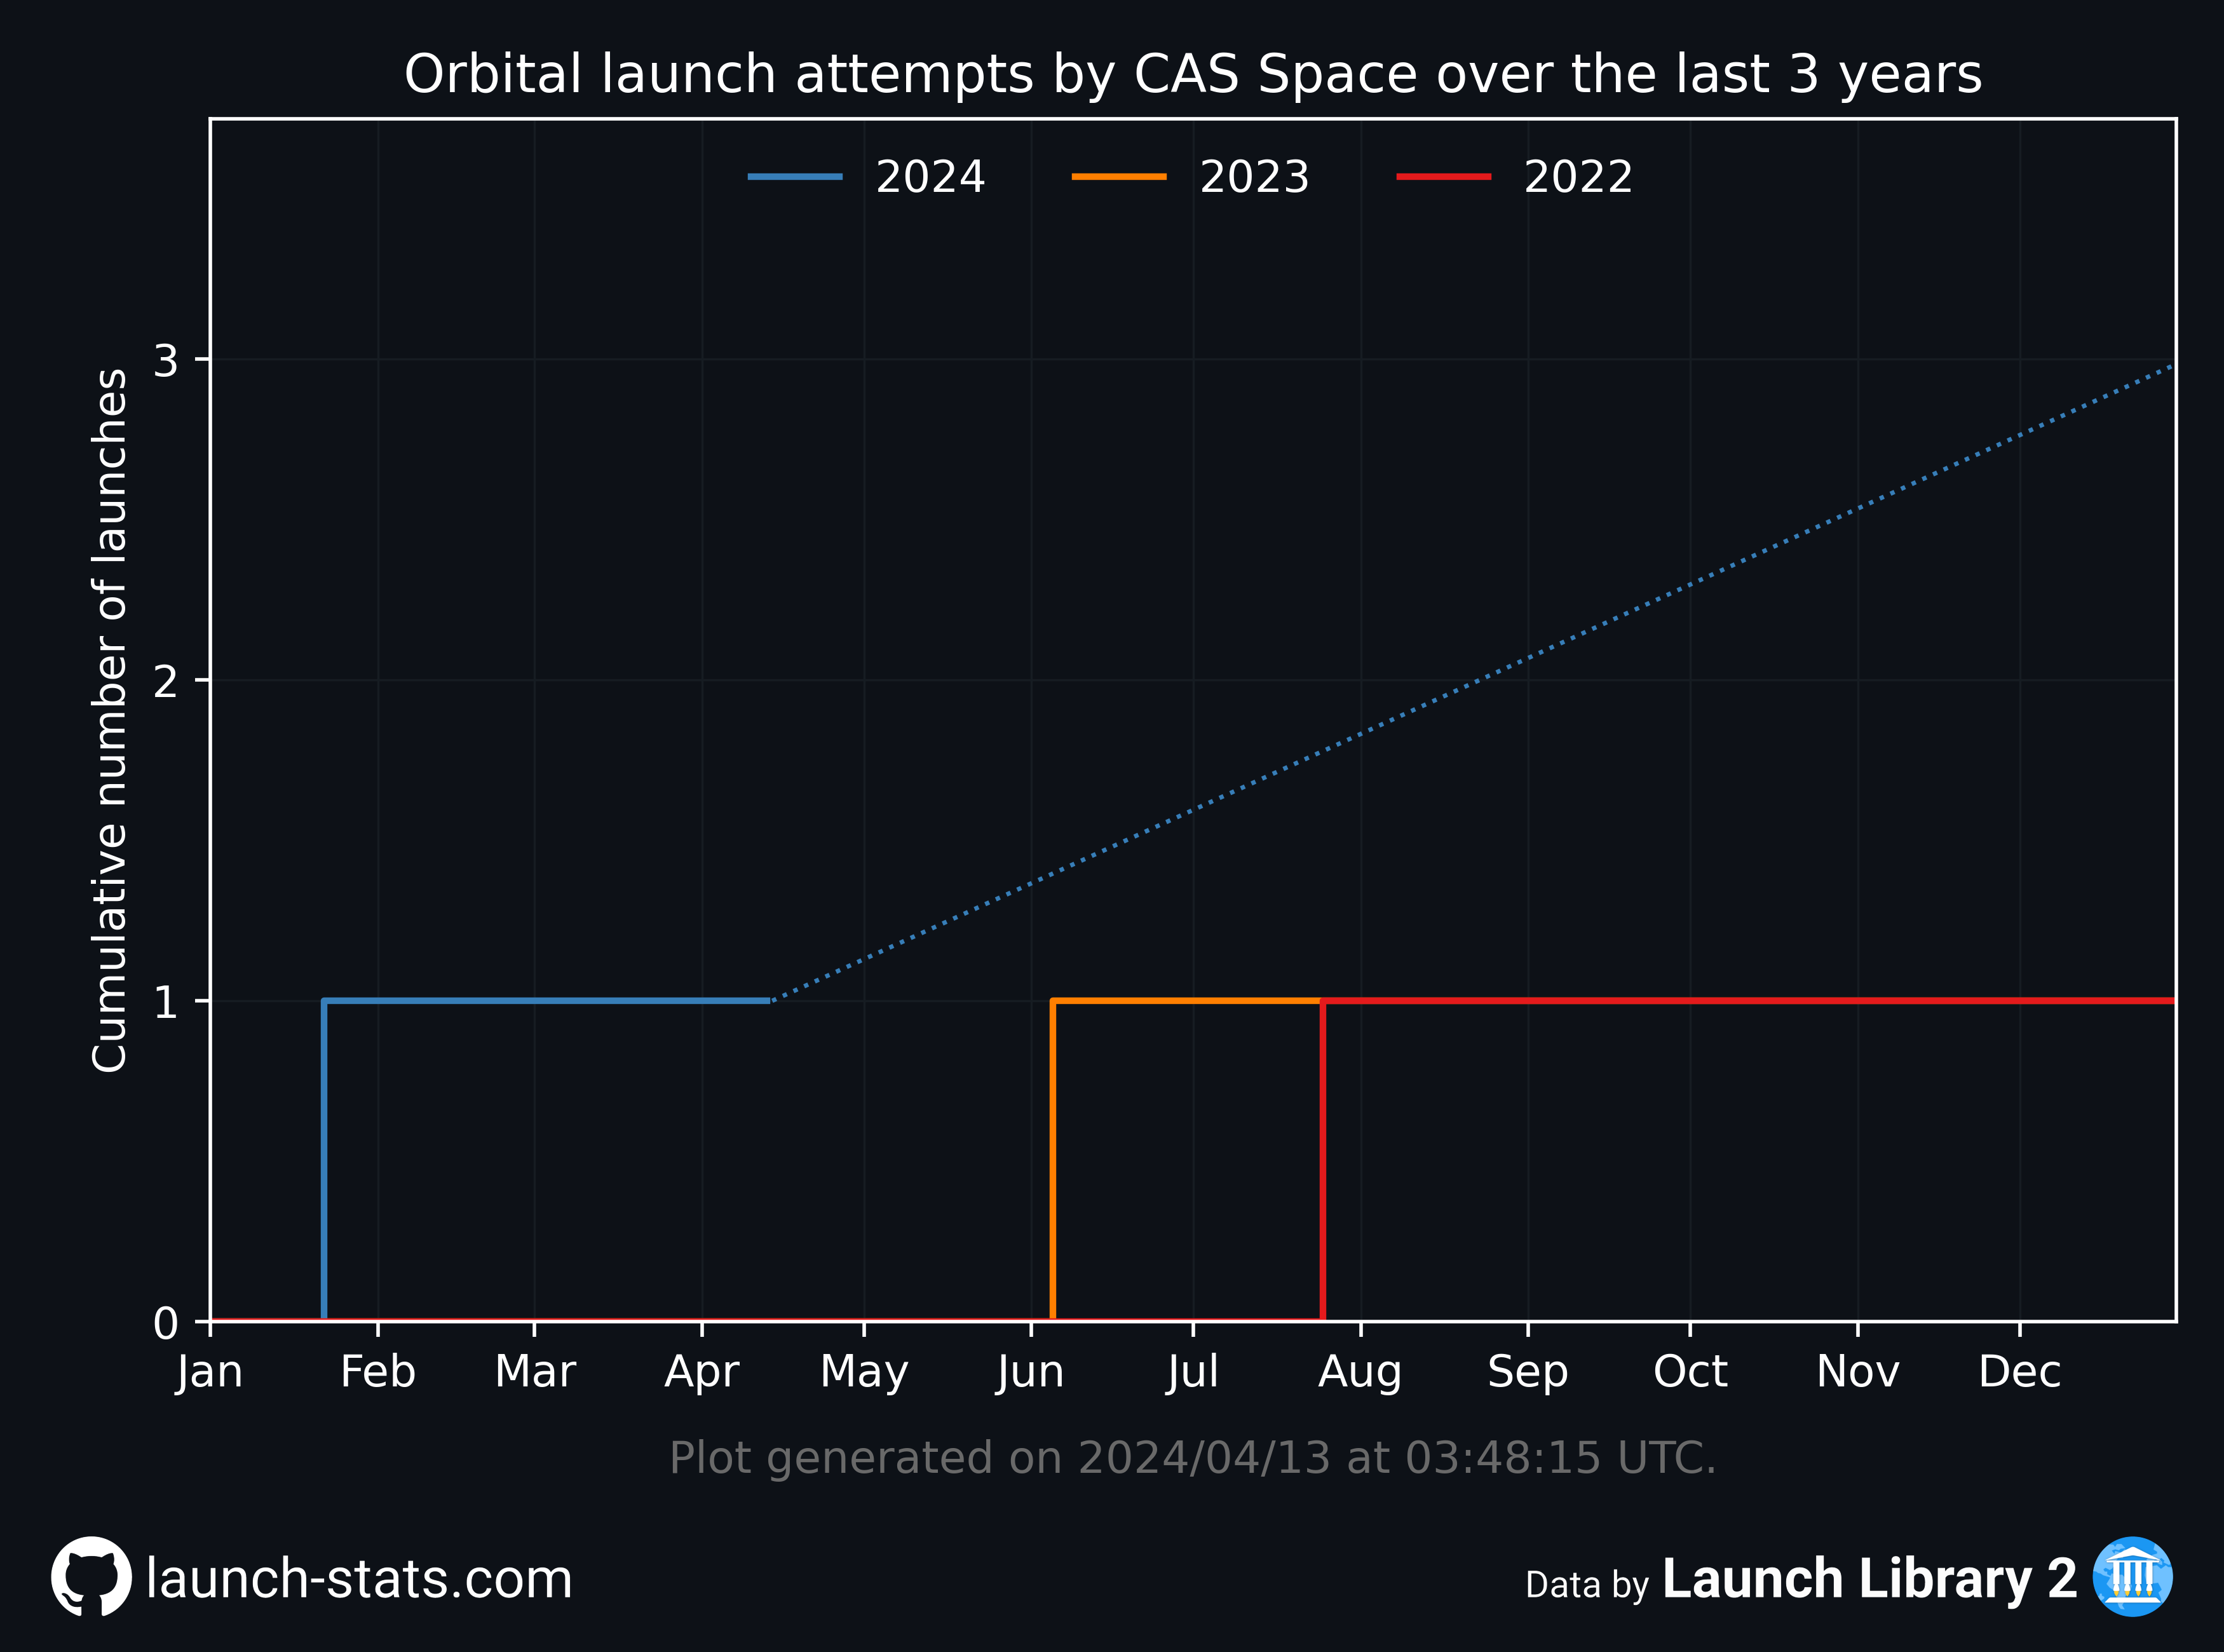 Orbital launch attempts by CAS Space over the last 3 years
2024 2023 2022
Cumulative number of launches
3
2
1
0
Jan Feb Mar Apr May Jun Jul Aug Sep Oct Nov Dec
Plot generated on 2024/04/13 at 03:48:15 UTC.
launch-stats.com
Data by Launch Library 2